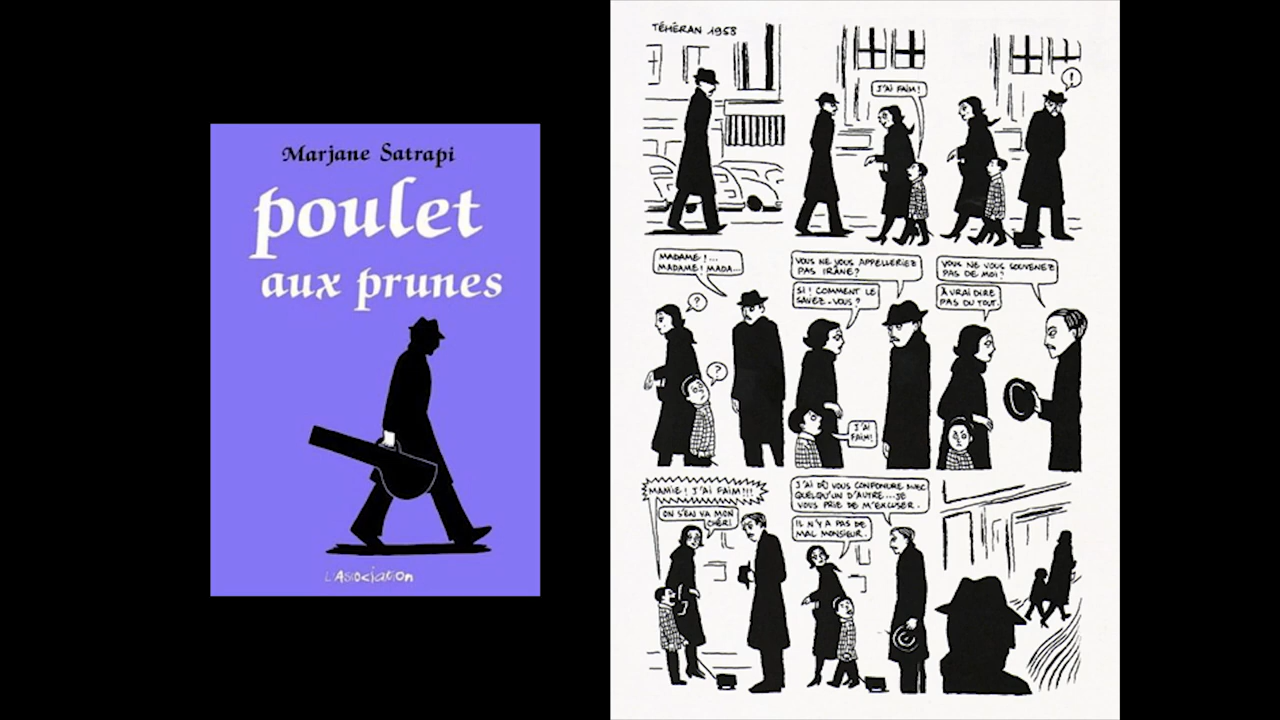 Marjane Satrapi
poulet
aux prunes
L'Association
TÉHÉRAN 1958
J'AI FAIM!
!
MADAME!...
MADAME! MADA...
?
?
VOUS NE VOUS APPELLERIEZ
PAS IRÂNE?
SI! COMMENT LE
SAVEZ-VOUS?
J'AI
FAIM!
VOUS NE VOUS SOUVENEZ
PAS DE MOI?
À VRAI DIRE
PAS DU TOUT.
MAMIE! J'AI FAIM!!!
ON S'EN VA MON
CHÉRI
J'AI DÛ VOUS CONFONDRE AVEC
QUELQU'UN D'AUTRE...JE
VOUS PRIE DE M'EXCUSER.
IL N'Y A PAS DE
MAL MONSIEUR.